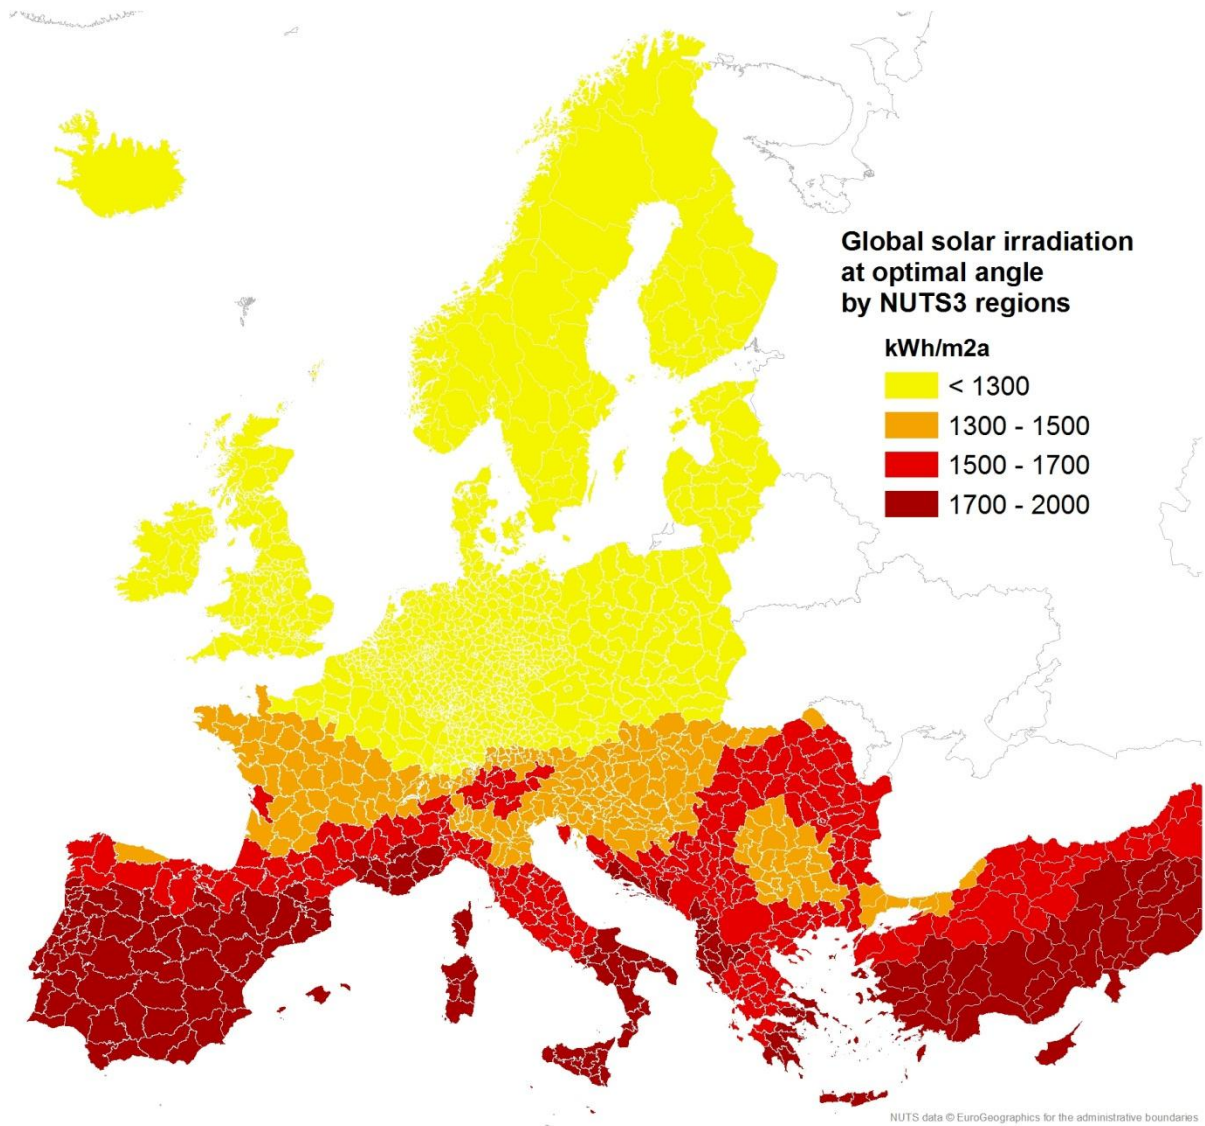 Global solar irradiation
at optimal angle
by NUTS3 regions
kWh/m2a
< 1300
1300 - 1500
1500 - 1700
1700 - 2000
NUTS data © EuroGeographics for the administrative boundaries